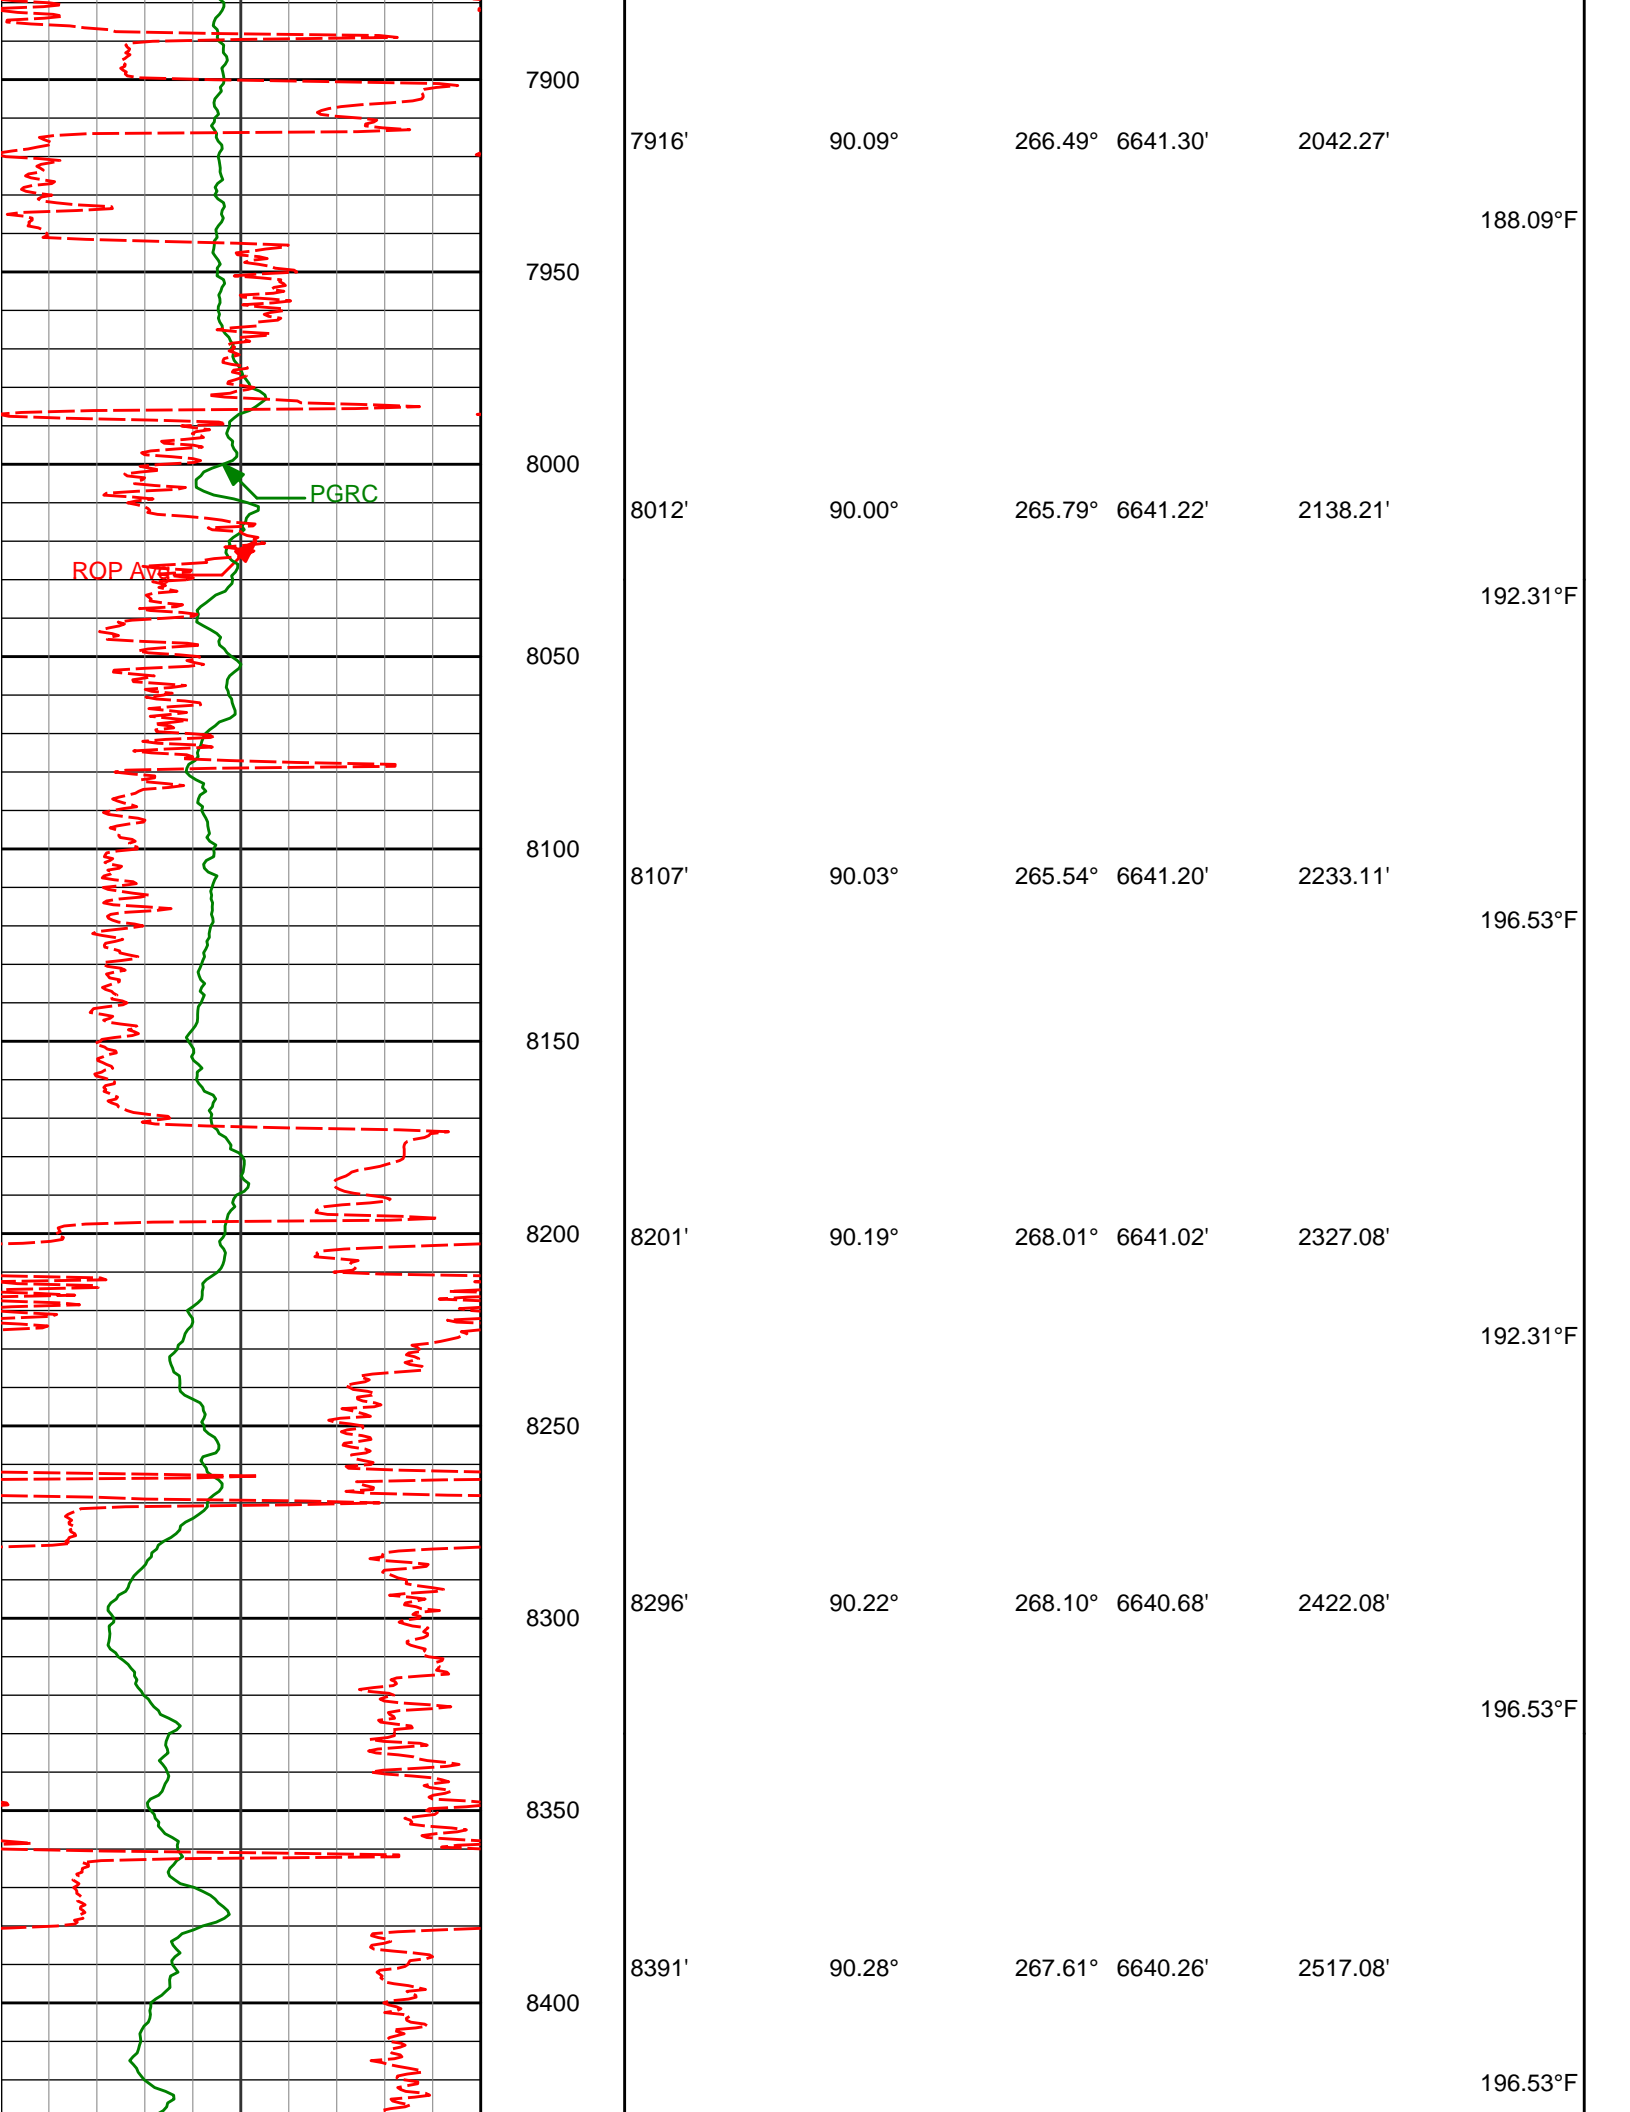 7900
7916' 90.09° 266.49° 6641.30' 2042.27'
188.09°F
7950
8000
PGRC
8012' 90.00° 265.79° 6641.22' 2138.21'
ROP Avg
192.31°F
8050
8100
8107' 90.03° 265.54° 6641.20' 2233.11'
196.53°F
8150
8200
8201' 90.19° 268.01° 6641.02' 2327.08'
192.31°F
8250
8296' 90.22° 268.10° 6640.68' 2422.08'
8300
196.53°F
8350
8391' 90.28° 267.61° 6640.26' 2517.08'
8400
196.53°F